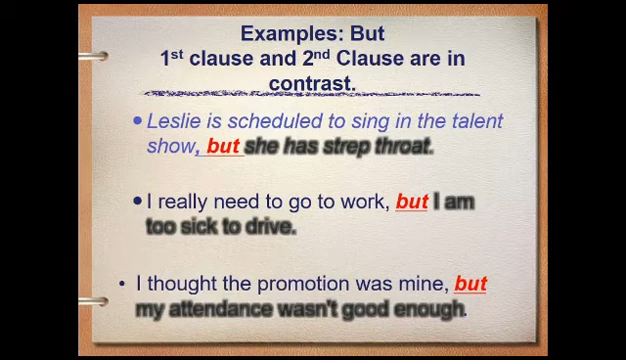 Examples: But
1st clause and 2nd Clause are in
contrast.
• Leslie is scheduled to sing in the talent
show, but she has strep throat.
• I really need to go to work, but I am
too sick to drive.
• I thought the promotion was mine, but
my attendance wasn't good enough.